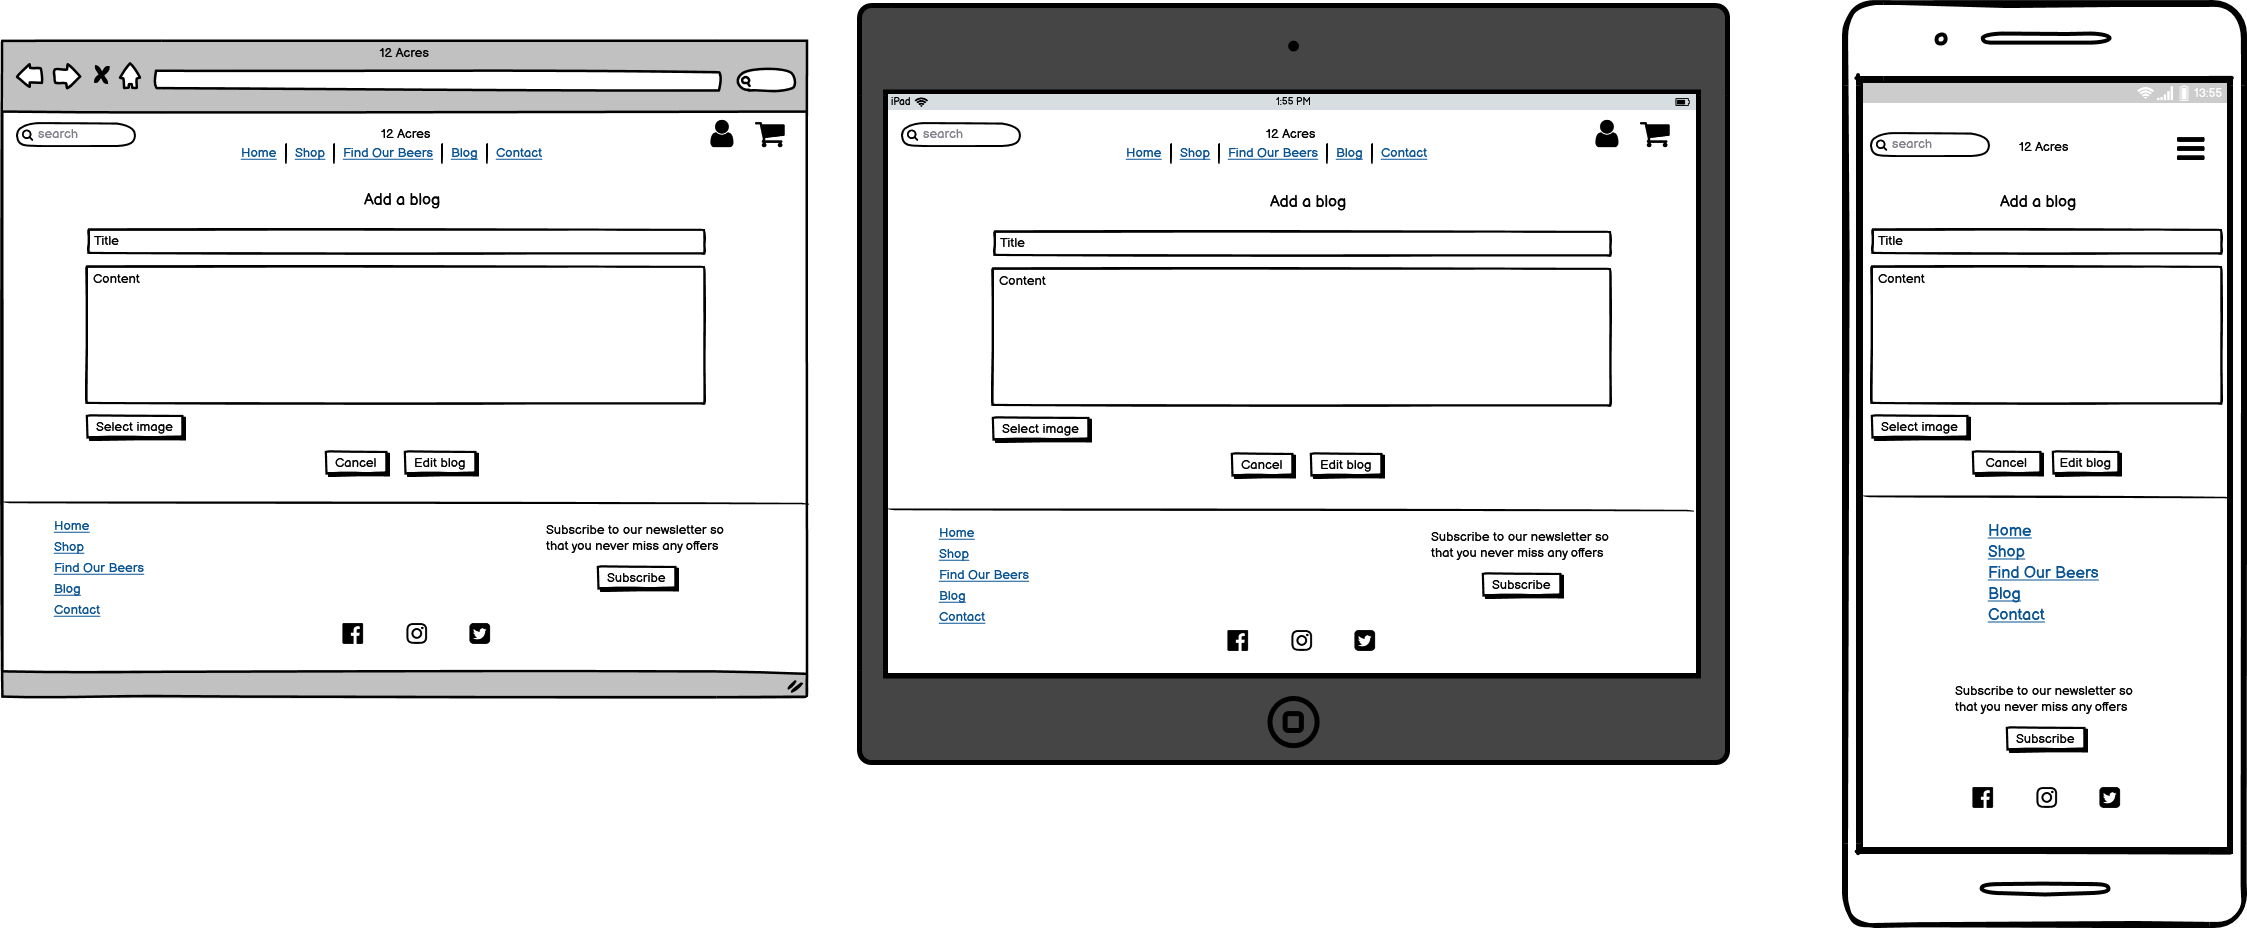 12 Acres
search
12 Acres
Home | Shop | Find Our Beers | Blog | Contact
Add a blog
Title
Content
Select image
Cancel
Edit blog
Home
Shop
Find Our Beers
Blog
Contact
Subscribe to our newsletter so
that you never miss any offers
Subscribe
iPad
1:55 PM
search
12 Acres
Home | Shop | Find Our Beers | Blog | Contact
Add a blog
Title
Content
Select image
Cancel
Edit blog
Home
Shop
Find Our Beers
Blog
Contact
Subscribe to our newsletter so
that you never miss any offers
Subscribe
13:55
search
12 Acres
Add a blog
Title
Content
Select image
Cancel
Edit blog
Home
Shop
Find Our Beers
Blog
Contact
Subscribe to our newsletter so
that you never miss any offers
Subscribe